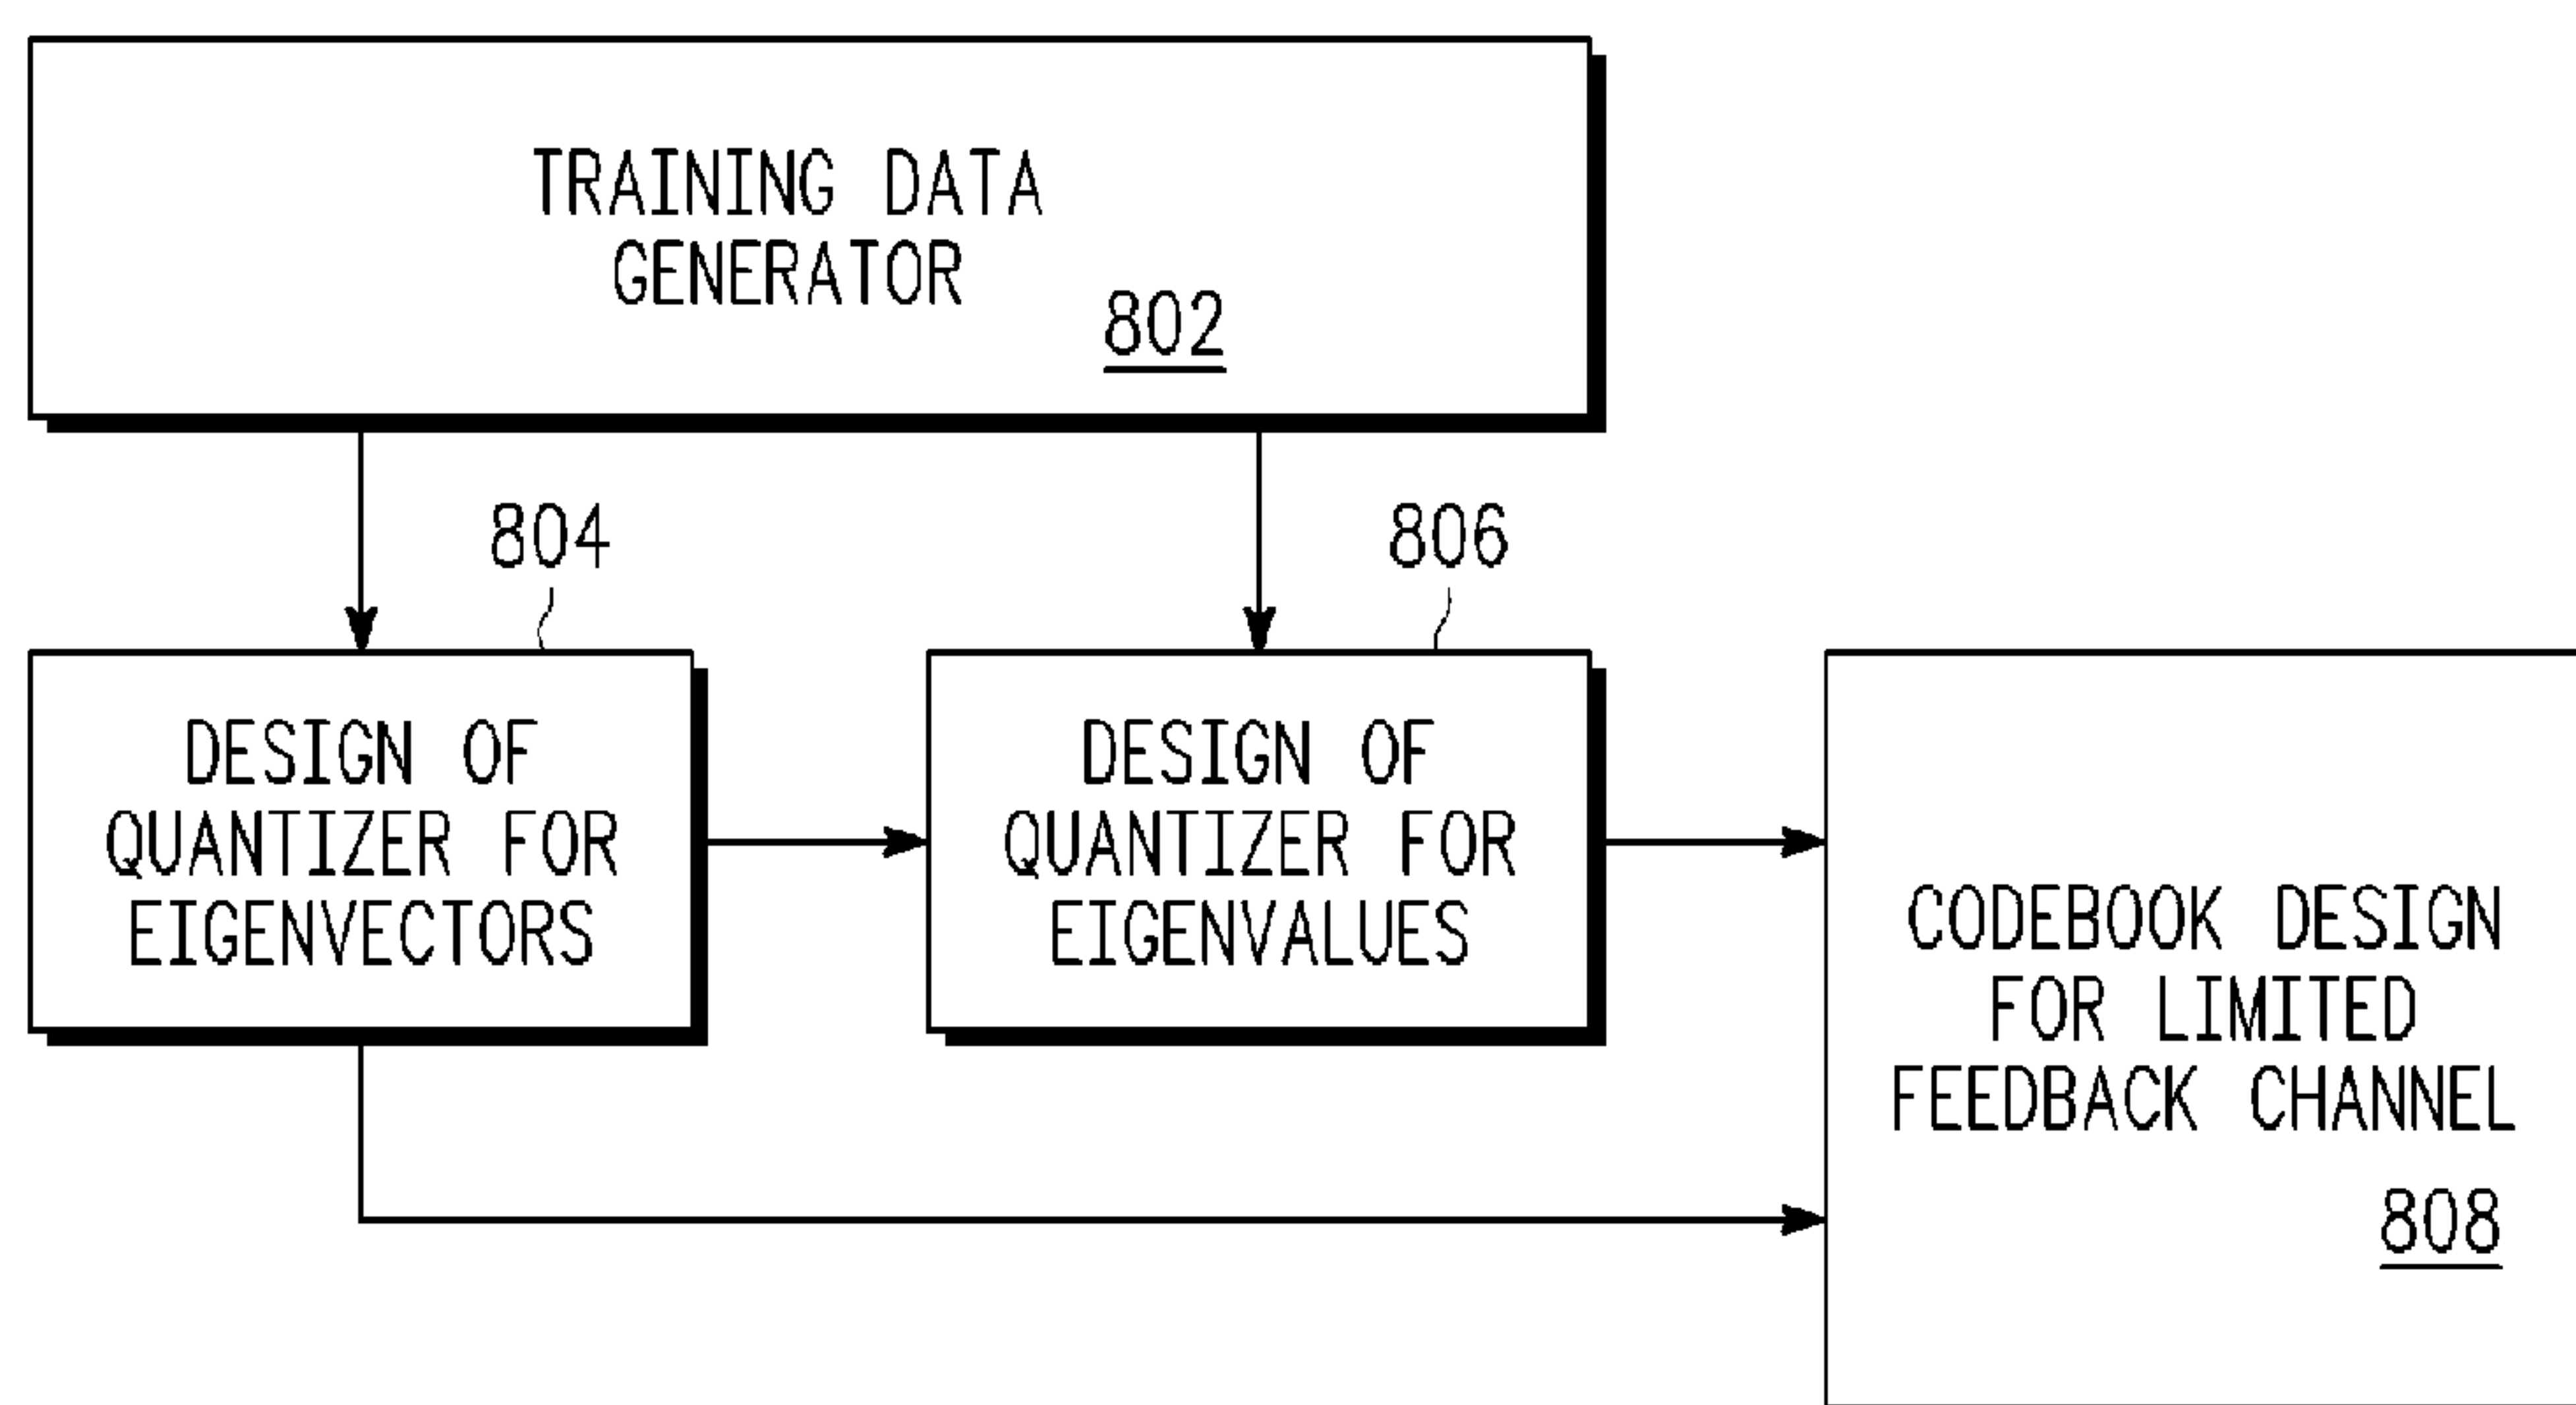 TRAINING DATA
GENERATOR
802
804
806
DESIGN OF
QUANTIZER FOR
EIGENVECTORS
DESIGN OF
QUANTIZER FOR
EIGENVALUES
CODEBOOK DESIGN
FOR LIMITED
FEEDBACK CHANNEL
808